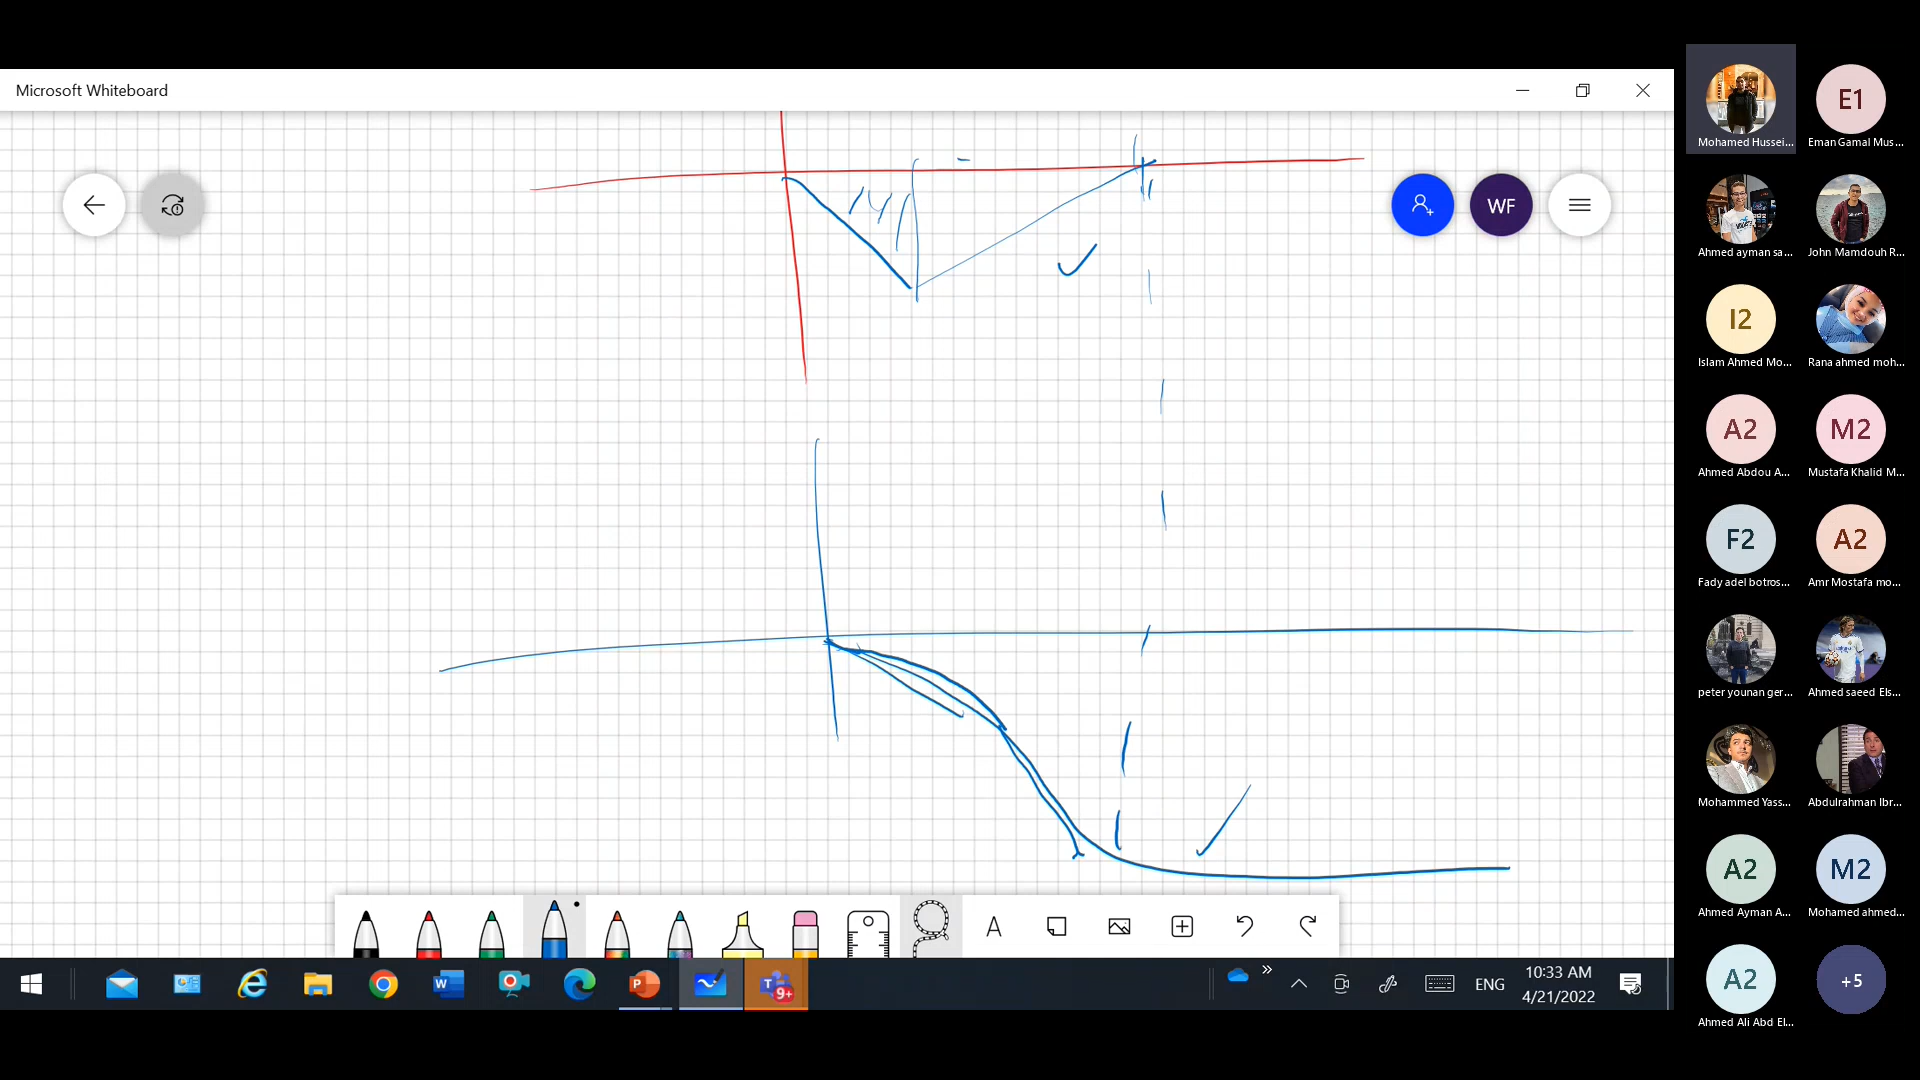 Microsoft Whiteboard
WF
E1
Mohamed Hussei...
Eman Gamal Mus...
Ahmed ayman sa...
John Mamdouh R...
I2
Islam Ahmed Mo...
Rana ahmed moh...
A2
M2
Ahmed Abdou A...
Mustafa Khalid M...
F2
A2
Fady adel botros...
Amr Mostafa mo...
peter younan ger...
Ahmed saeed Els...
Mohammed Yass...
Abdulrahman Ibr...
A2
M2
Ahmed Ayman A...
Mohamed ahmed...
A2
+5
Ahmed Ali Abd El...
A
9+
ENG
10:33 AM
4/21/2022